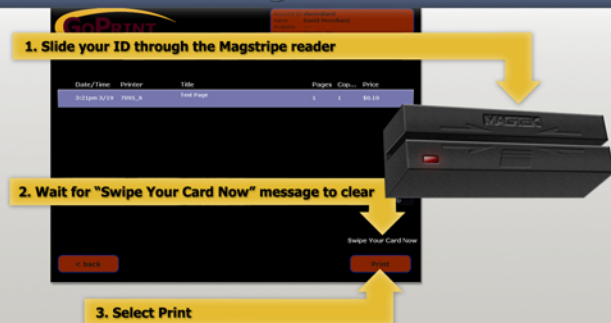 GoPrint
1. Slide your ID through the Magstripe reader
Date/Time Printer Title Pages Cop... Price
3:21pm 3/19 Test Page 1 1 $0.10
MAGTEK
2. Wait for “Swipe Your Card Now” message to clear
Swipe Your Card Now
< back Print
3. Select Print